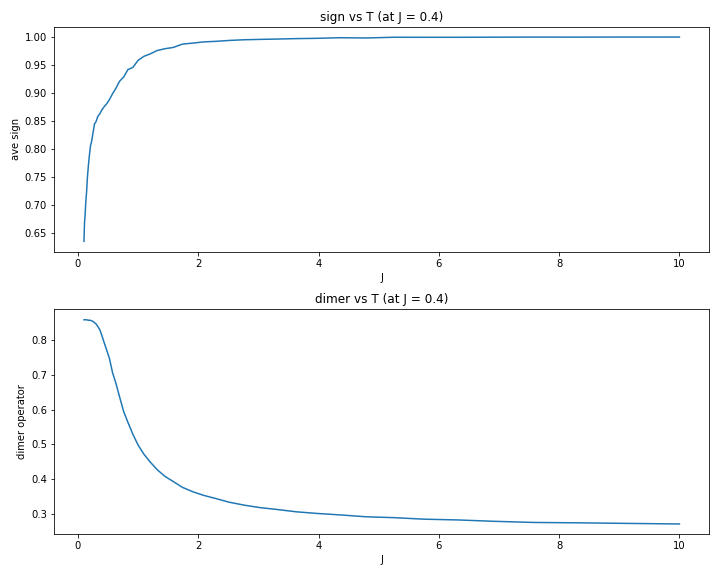 sign vs T (at J = 0.4)
1.00
0.95
0.90
0.85
0.80
0.75
0.70
0.65
ave sign
0 2 4 6 8 10
J
dimer vs T (at J = 0.4)
0.8
0.7
0.6
0.5
0.4
0.3
dimer operator
0 2 4 6 8 10
J